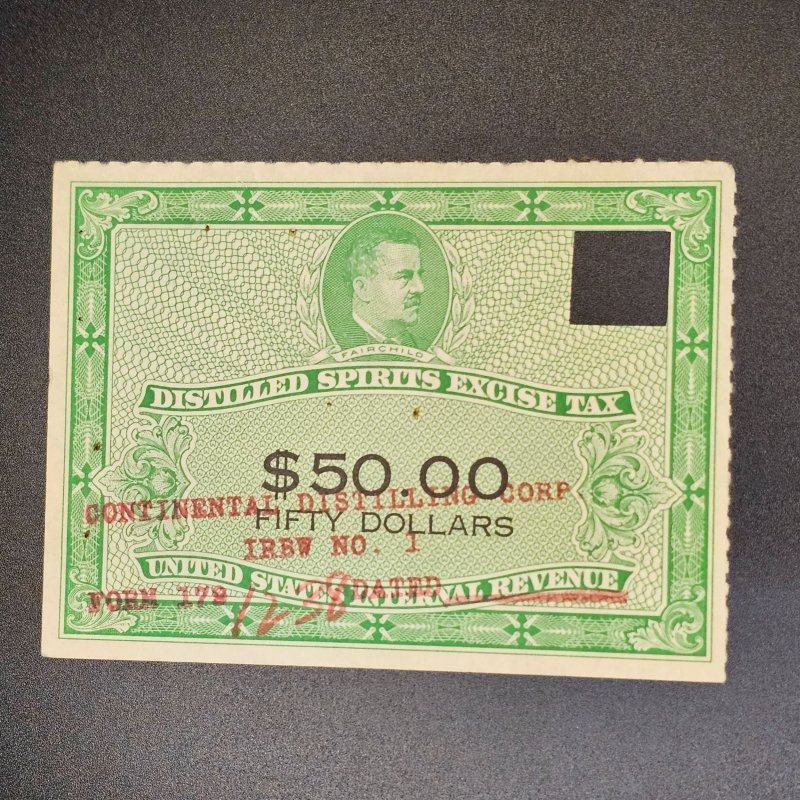 FAIRCHILD
DISTILLED SPIRITS EXCISE TAX
$50.00
CONTINENTAL DISTILLING CORP.
FIFTY DOLLARS
IRBW NO. 1
UNITED STATES INTERNAL REVENUE
FORM 179 DATED